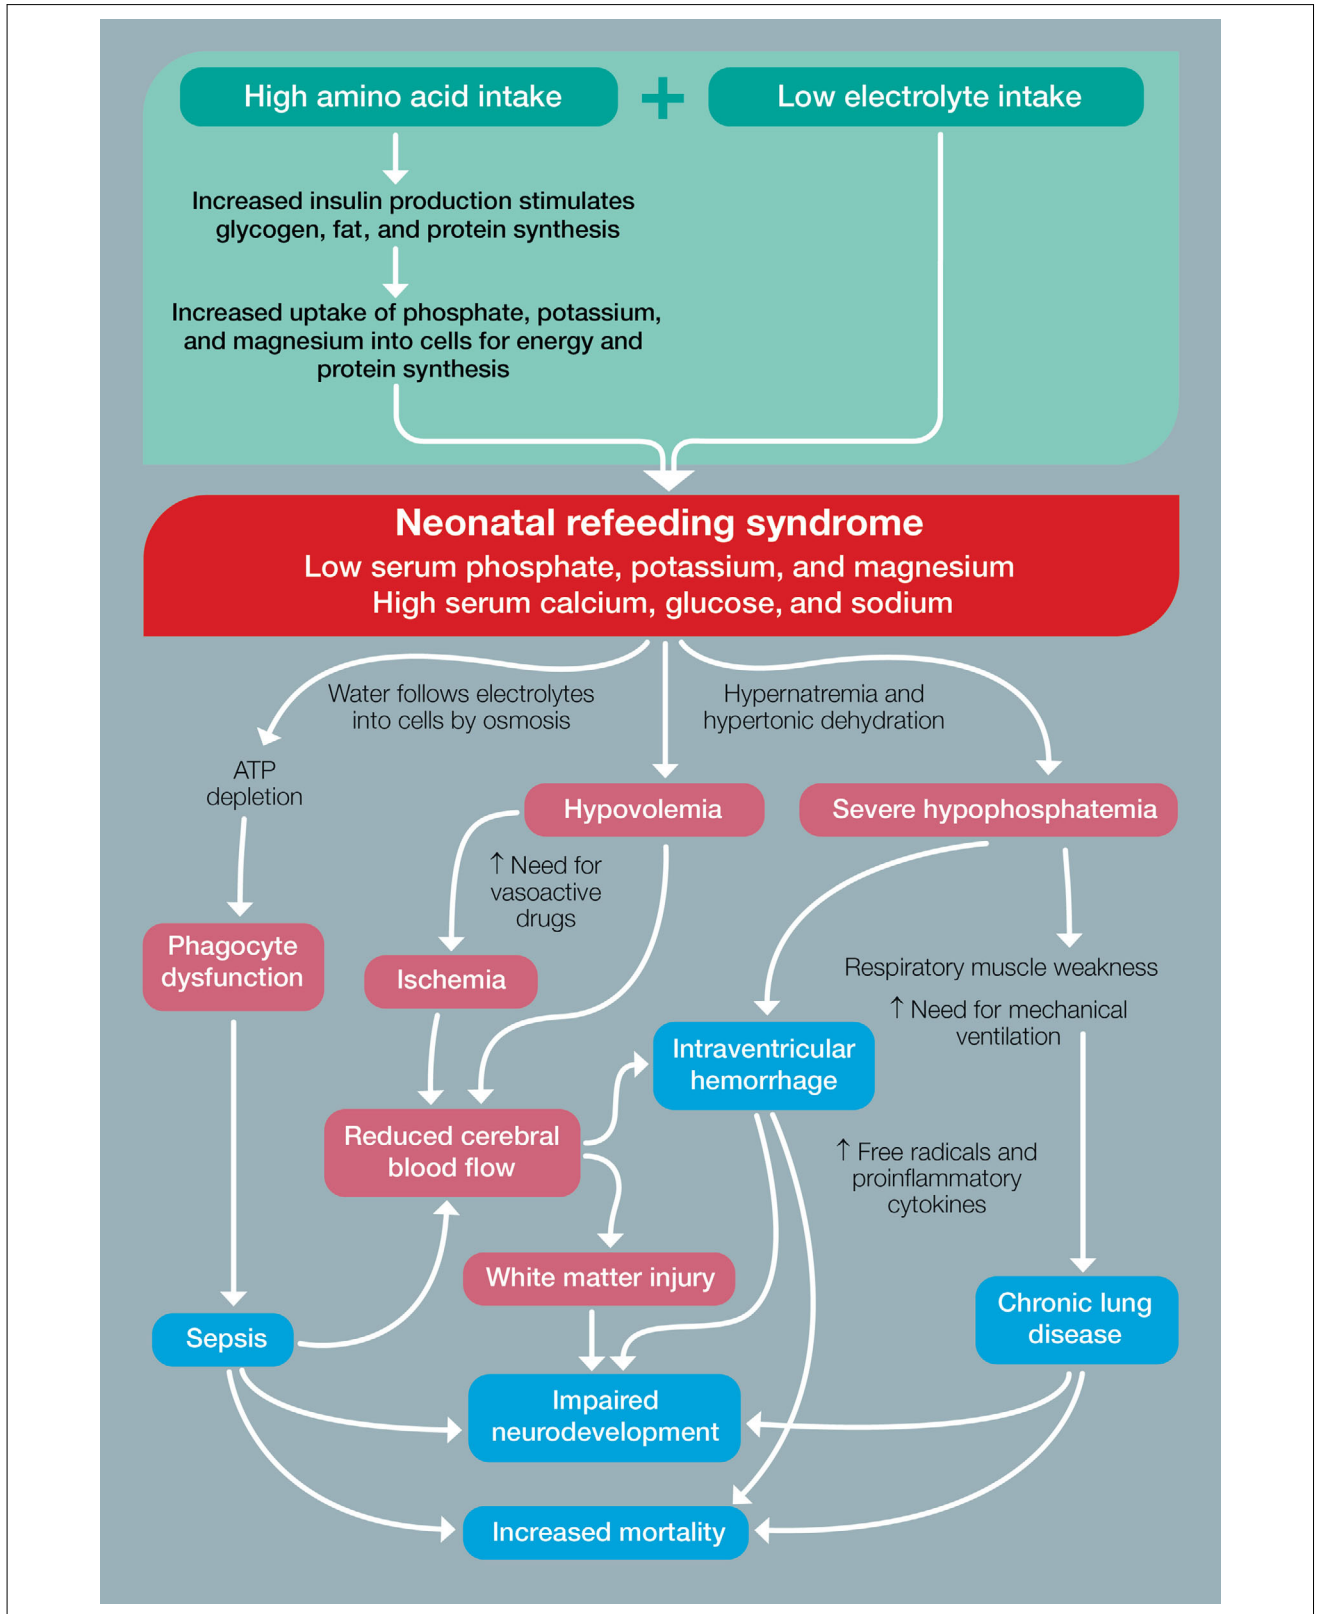 High amino acid intake
+
Low electrolyte intake
Increased insulin production stimulates
glycogen, fat, and protein synthesis
Increased uptake of phosphate, potassium,
and magnesium into cells for energy and
protein synthesis
Neonatal refeeding syndrome
Low serum phosphate, potassium, and magnesium
High serum calcium, glucose, and sodium
Water follows electrolytes
into cells by osmosis
Hypernatremia and
hypertonic dehydration
ATP
depletion
Hypovolemia
Severe hypophosphatemia
↑ Need for
vasoactive
drugs
Phagocyte
dysfunction
Ischemia
Respiratory muscle weakness
↑ Need for mechanical
ventilation
Intraventricular
hemorrhage
Reduced cerebral
blood flow
↑ Free radicals and
proinflammatory
cytokines
White matter injury
Sepsis
Chronic lung
disease
Impaired
neurodevelopment
Increased mortality